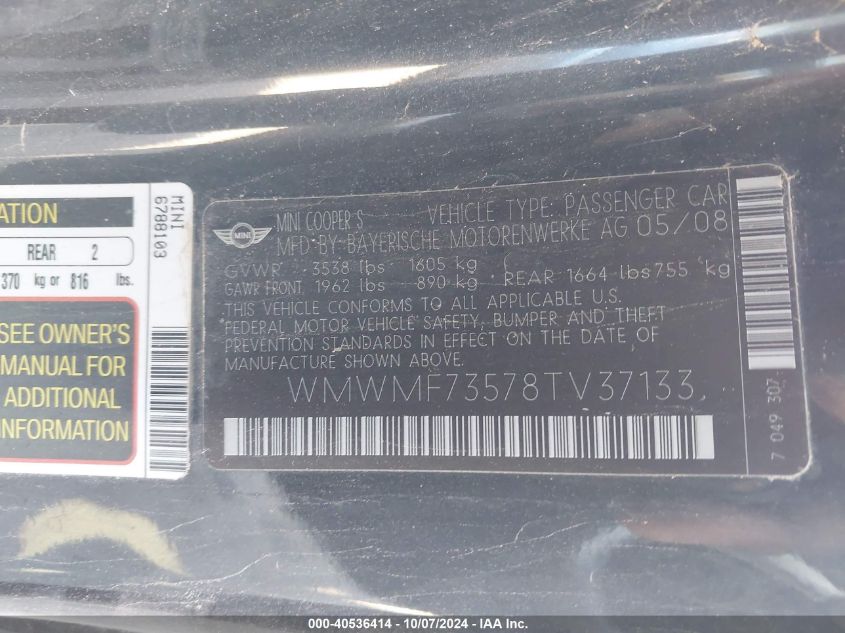 ATION
REAR 2
370 kg or 816 lbs.
SEE OWNER'S
MANUAL FOR
ADDITIONAL
INFORMATION
MINI
6788103
MINI
MINI COOPER S VEHICLE TYPE: PASSENGER CAR
MFD BY: BAYERISCHE MOTORENWERKE AG 05/08
GVWR 3538 lbs 1605 kg
GAWR FRONT 1962 lbs 890 kg REAR 1664 lbs 755 kg
THIS VEHICLE CONFORMS TO ALL APPLICABLE U.S.
FEDERAL MOTOR VEHICLE SAFETY, BUMPER AND THEFT
PREVENTION STANDARDS IN EFFECT ON THE DATE OF
MANUFACTURE SHOWN ABOVE.
WMWMF73578TV37133
7 049 307
000-40536414 - 10/07/2024 - IAA Inc.